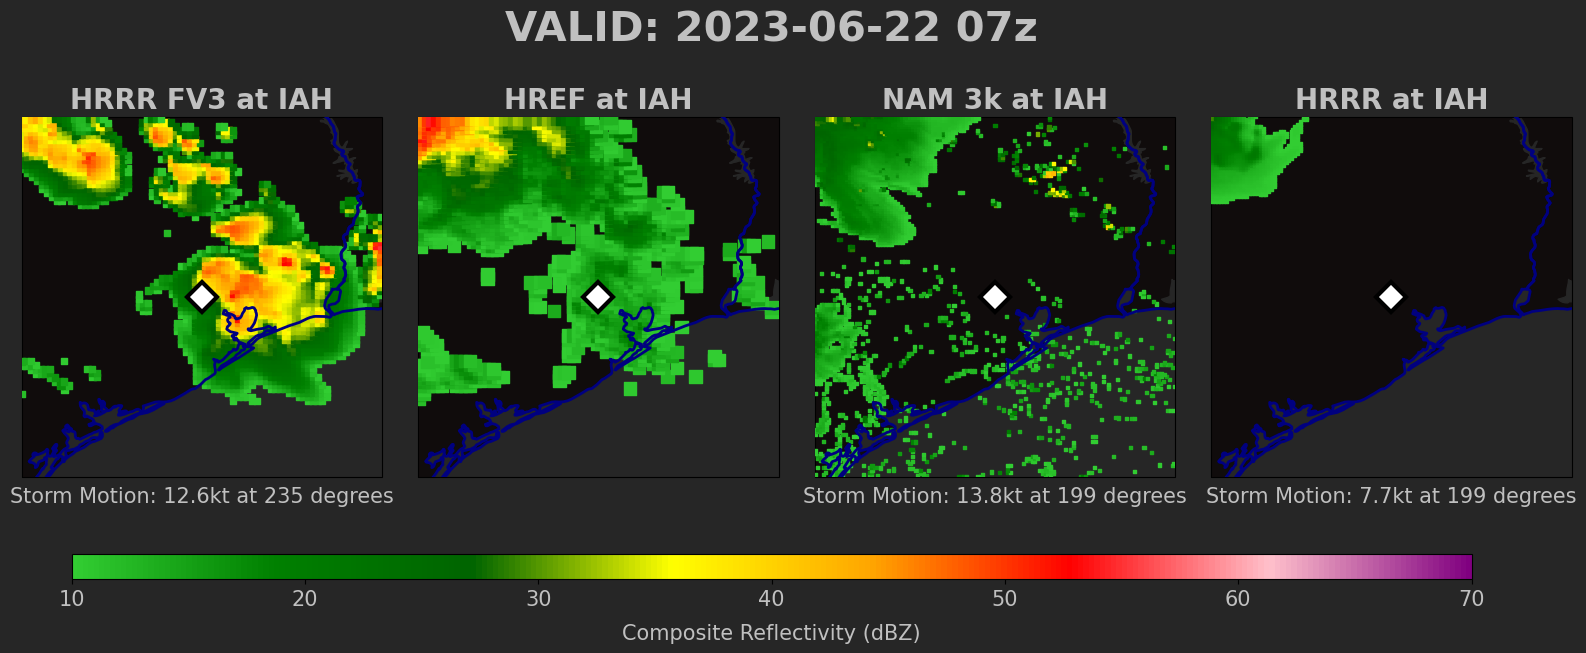 VALID: 2023-06-22 07z
HRRR FV3 at IAH
HREF at IAH
NAM 3k at IAH
HRRR at IAH
Storm Motion: 12.6kt at 235 degrees
Storm Motion: 13.8kt at 199 degrees
Storm Motion: 7.7kt at 199 degrees
10 20 30 40 50 60 70
Composite Reflectivity (dBZ)